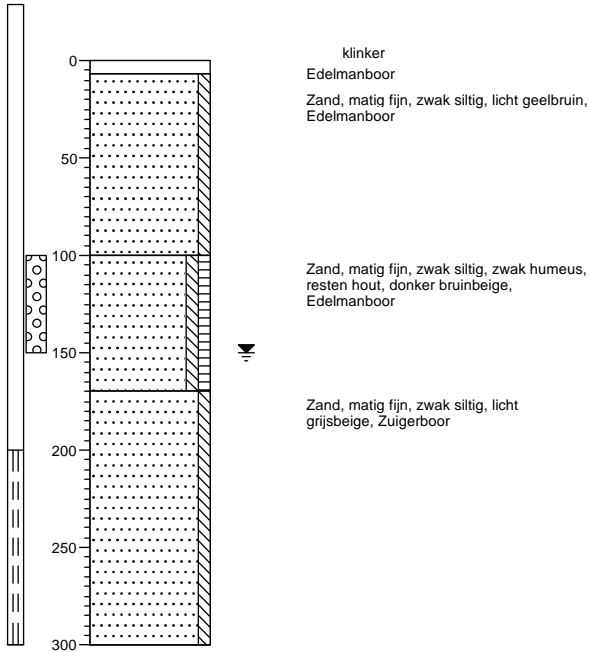 0
klinker
Edelmanboor
Zand, matig fijn, zwak siltig, licht geelbruin,
Edelmanboor
50
100
Zand, matig fijn, zwak siltig, zwak humeus,
resten hout, donker bruinbeige,
Edelmanboor
150
Zand, matig fijn, zwak siltig, licht
grijsbeige, Zuigerboor
200
250
300